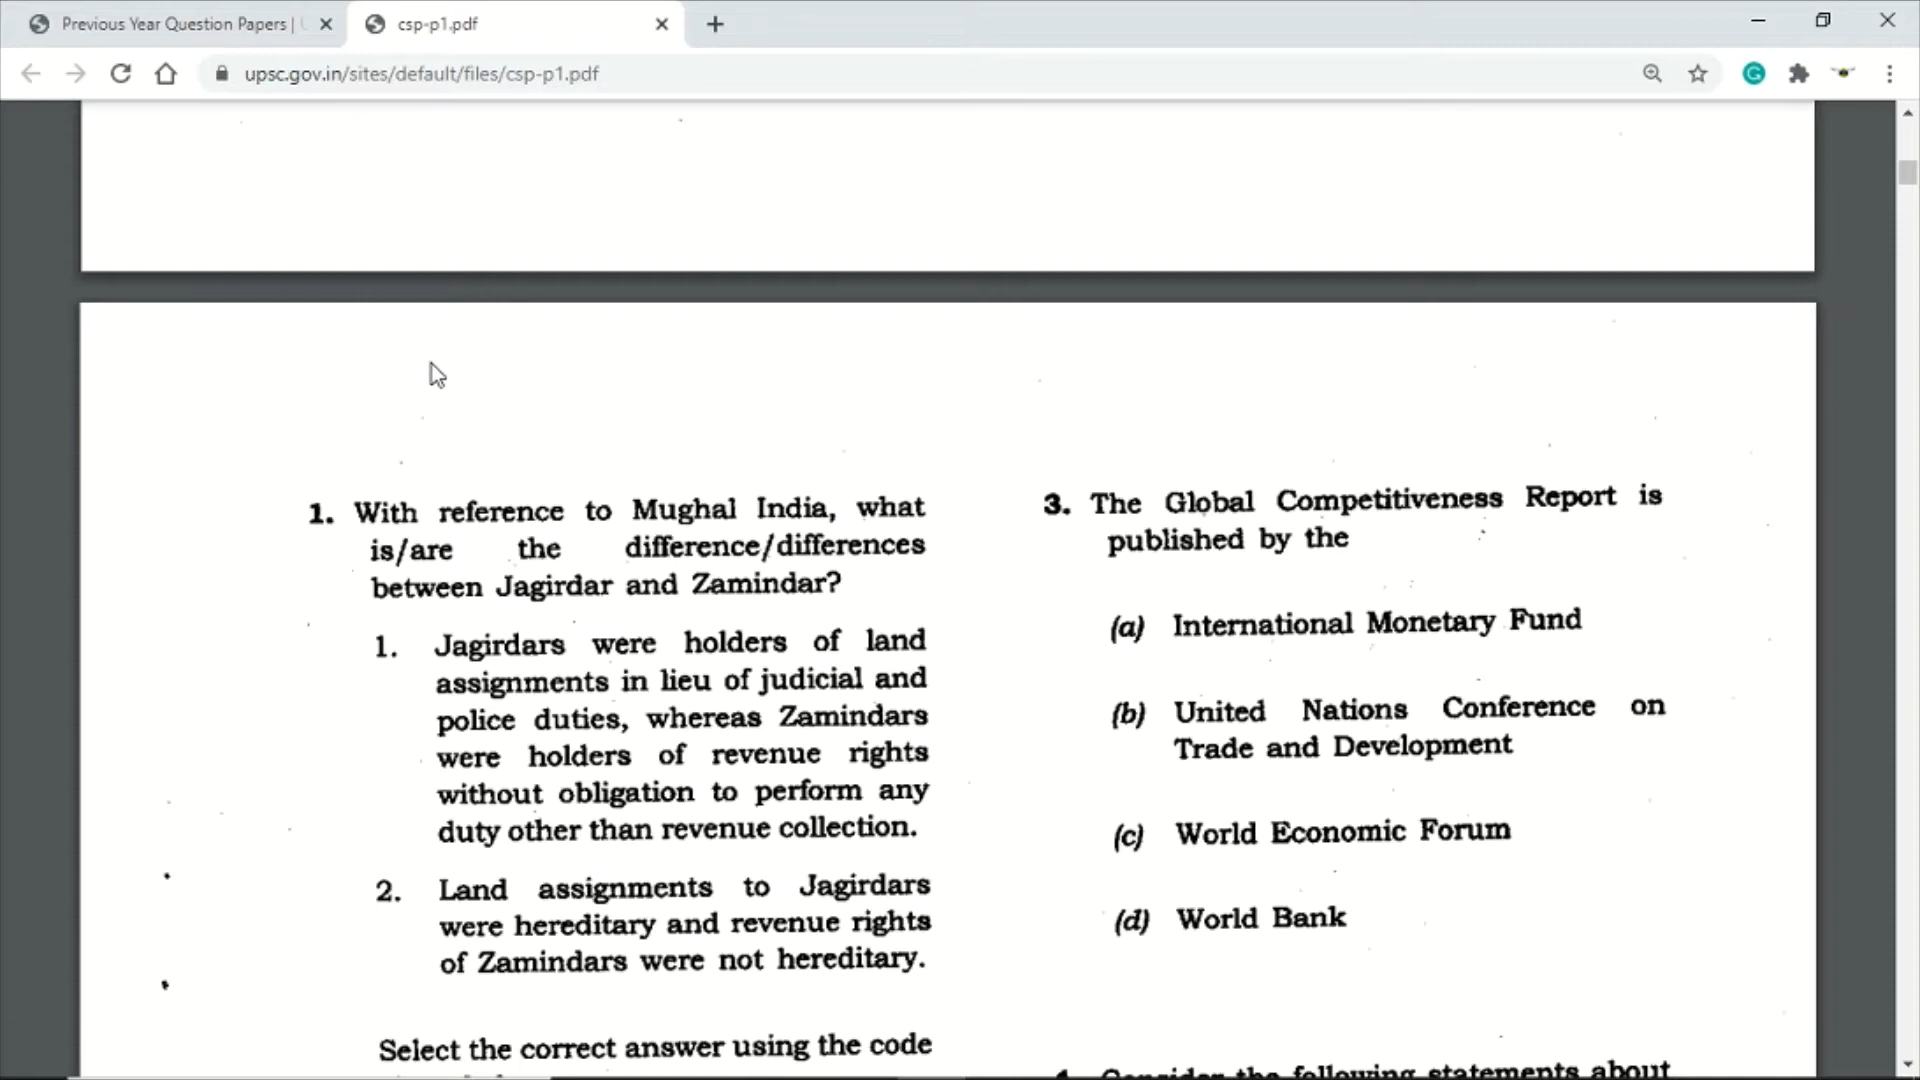 Previous Year Question Papers |
csp-p1.pdf
upsc.gov.in/sites/default/files/csp-p1.pdf
1. With reference to Mughal India, what
is/are the difference/differences
between Jagirdar and Zamindar?
1. Jagirdars were holders of land
assignments in lieu of judicial and
police duties, whereas Zamindars
were holders of revenue rights
without obligation to perform any
duty other than revenue collection.
2. Land assignments to Jagirdars
were hereditary and revenue rights
of Zamindars were not hereditary.
Select the correct answer using the code
3. The Global Competitiveness Report is
published by the
(a) International Monetary Fund
(b) United Nations Conference on
Trade and Development
(c) World Economic Forum
(d) World Bank
Consider the following statements about